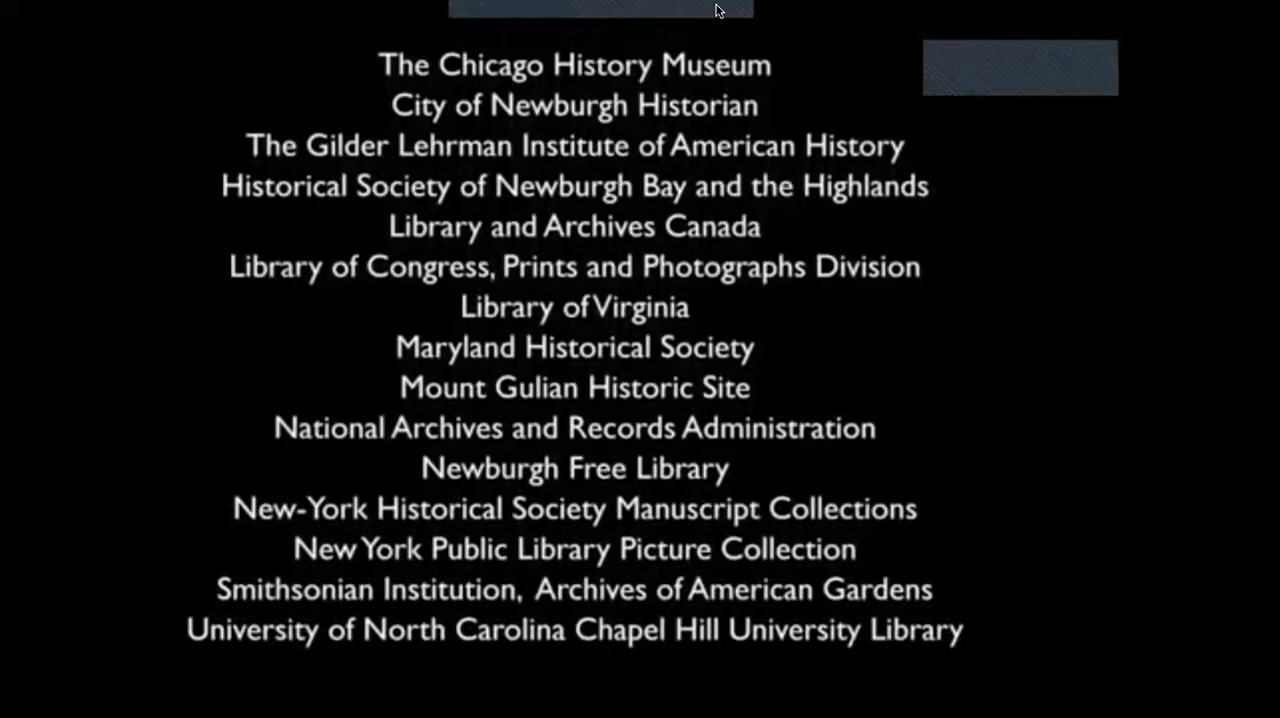 The Chicago History Museum
City of Newburgh Historian
The Gilder Lehrman Institute of American History
Historical Society of Newburgh Bay and the Highlands
Library and Archives Canada
Library of Congress, Prints and Photographs Division
Library of Virginia
Maryland Historical Society
Mount Gulian Historic Site
National Archives and Records Administration
Newburgh Free Library
New-York Historical Society Manuscript Collections
New York Public Library Picture Collection
Smithsonian Institution, Archives of American Gardens
University of North Carolina Chapel Hill University Library